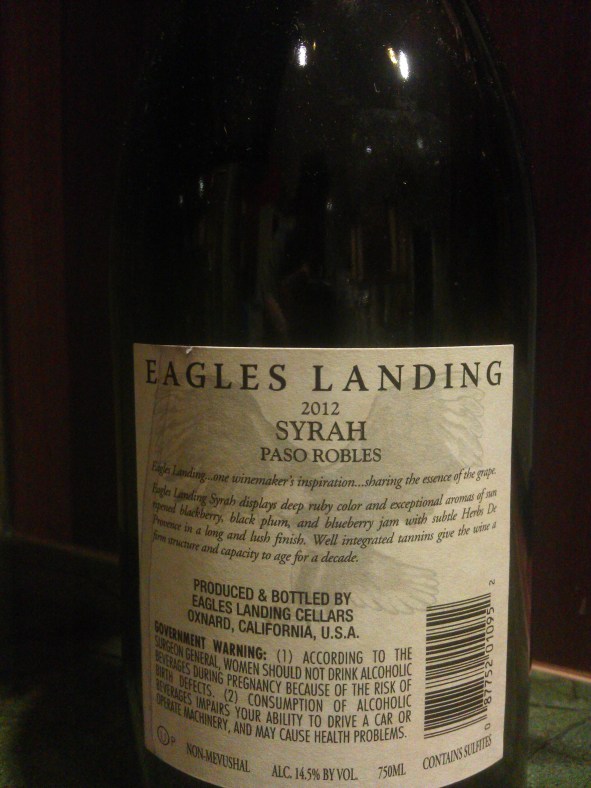 EAGLES LANDING
2012
SYRAH
PASO ROBLES
Eagles Landing...one winemaker's inspiration...sharing the essence of the grape.
Eagles Landing Syrah displays deep ruby color and exceptional aromas of sun
ripened blackberry, black plum, and blueberry jam with subtle Herbs De
Provence in a long and lush finish. Well integrated tannins give the wine a
firm structure and capacity to age for a decade.
PRODUCED & BOTTLED BY
EAGLES LANDING CELLARS
OXNARD, CALIFORNIA, U.S.A.
GOVERNMENT WARNING: (1) ACCORDING TO THE
SURGEON GENERAL, WOMEN SHOULD NOT DRINK ALCOHOLIC
BEVERAGES DURING PREGNANCY BECAUSE OF THE RISK OF
BIRTH DEFECTS. (2) CONSUMPTION OF ALCOHOLIC
BEVERAGES IMPAIRS YOUR ABILITY TO DRIVE A CAR OR
OPERATE MACHINERY, AND MAY CAUSE HEALTH PROBLEMS.
0 87752 01095 2
U P
NON-MEVUSHAL ALC. 14.5% BY VOL. 750ML CONTAINS SULFITES